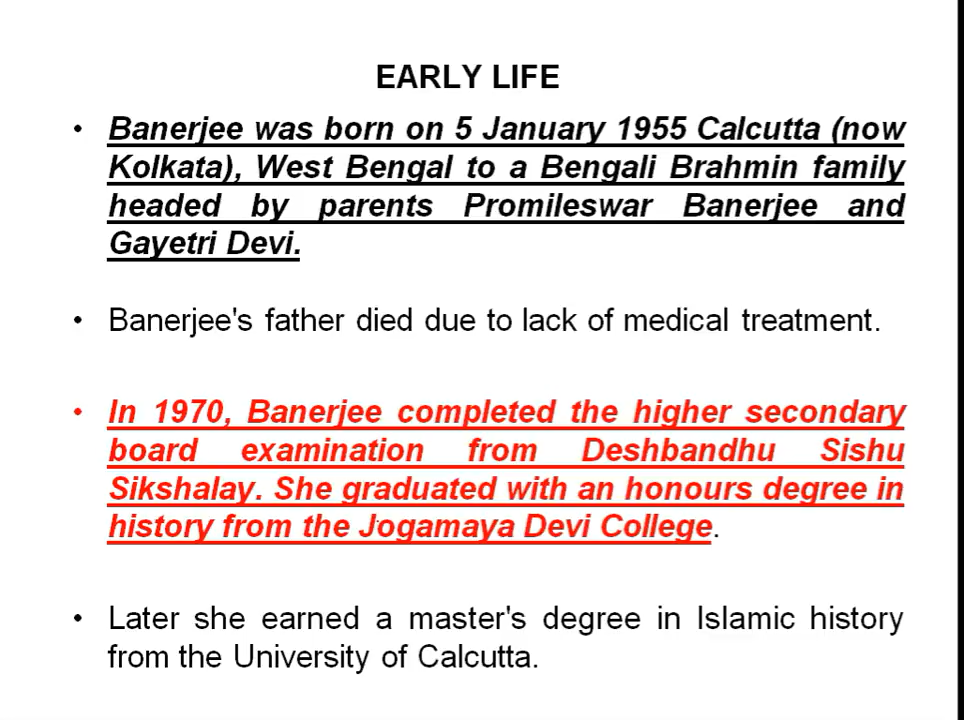 EARLY LIFE
• Banerjee was born on 5 January 1955 Calcutta (now
Kolkata), West Bengal to a Bengali Brahmin family
headed by parents Promileswar Banerjee and
Gayetri Devi.
• Banerjee's father died due to lack of medical treatment.
• In 1970, Banerjee completed the higher secondary
board examination from Deshbandhu Sishu
Sikshalay. She graduated with an honours degree in
history from the Jogamaya Devi College.
• Later she earned a master's degree in Islamic history
from the University of Calcutta.